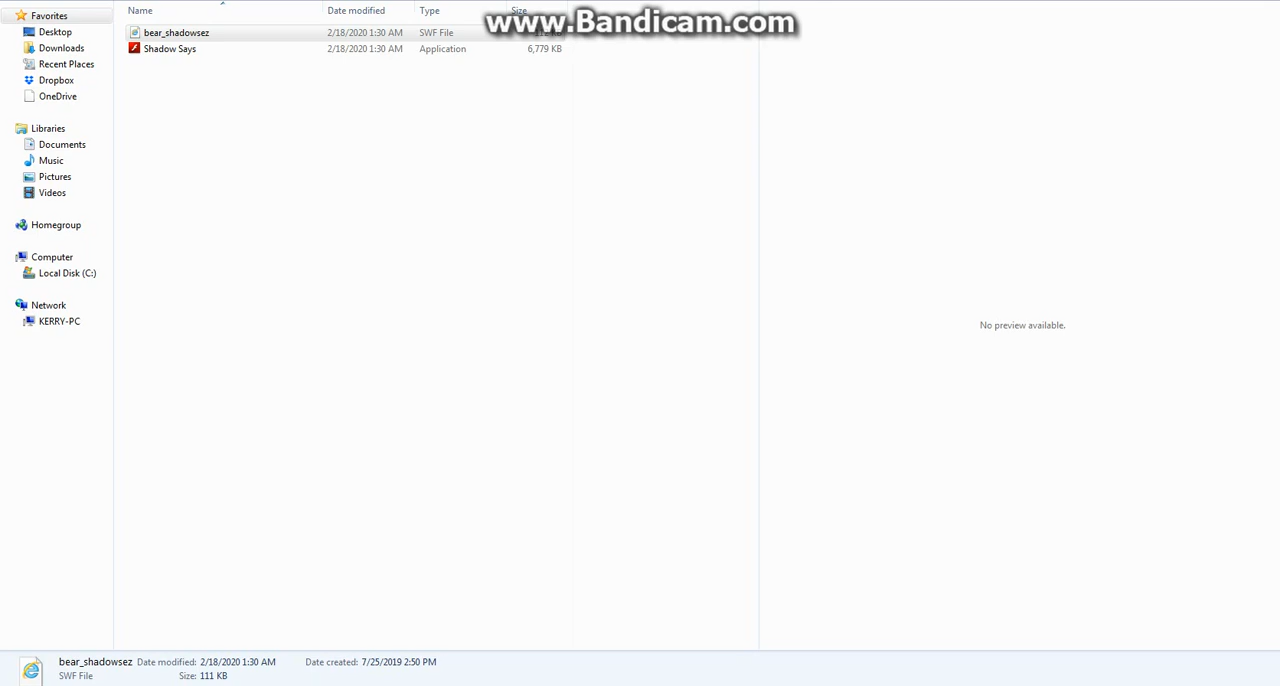 www.Bandicam.com
Favorites
Desktop
Downloads
Recent Places
Dropbox
OneDrive
Libraries
Documents
Music
Pictures
Videos
Homegroup
Computer
Local Disk (C:)
Network
KERRY-PC
Name Date modified Type Size
bear_shadowsez 2/18/2020 1:30 AM SWF File
Shadow Says 2/18/2020 1:30 AM Application 6,779 KB
No preview available.
bear_shadowsez Date modified: 2/18/2020 1:30 AM Date created: 7/25/2019 2:50 PM
SWF File Size: 111 KB